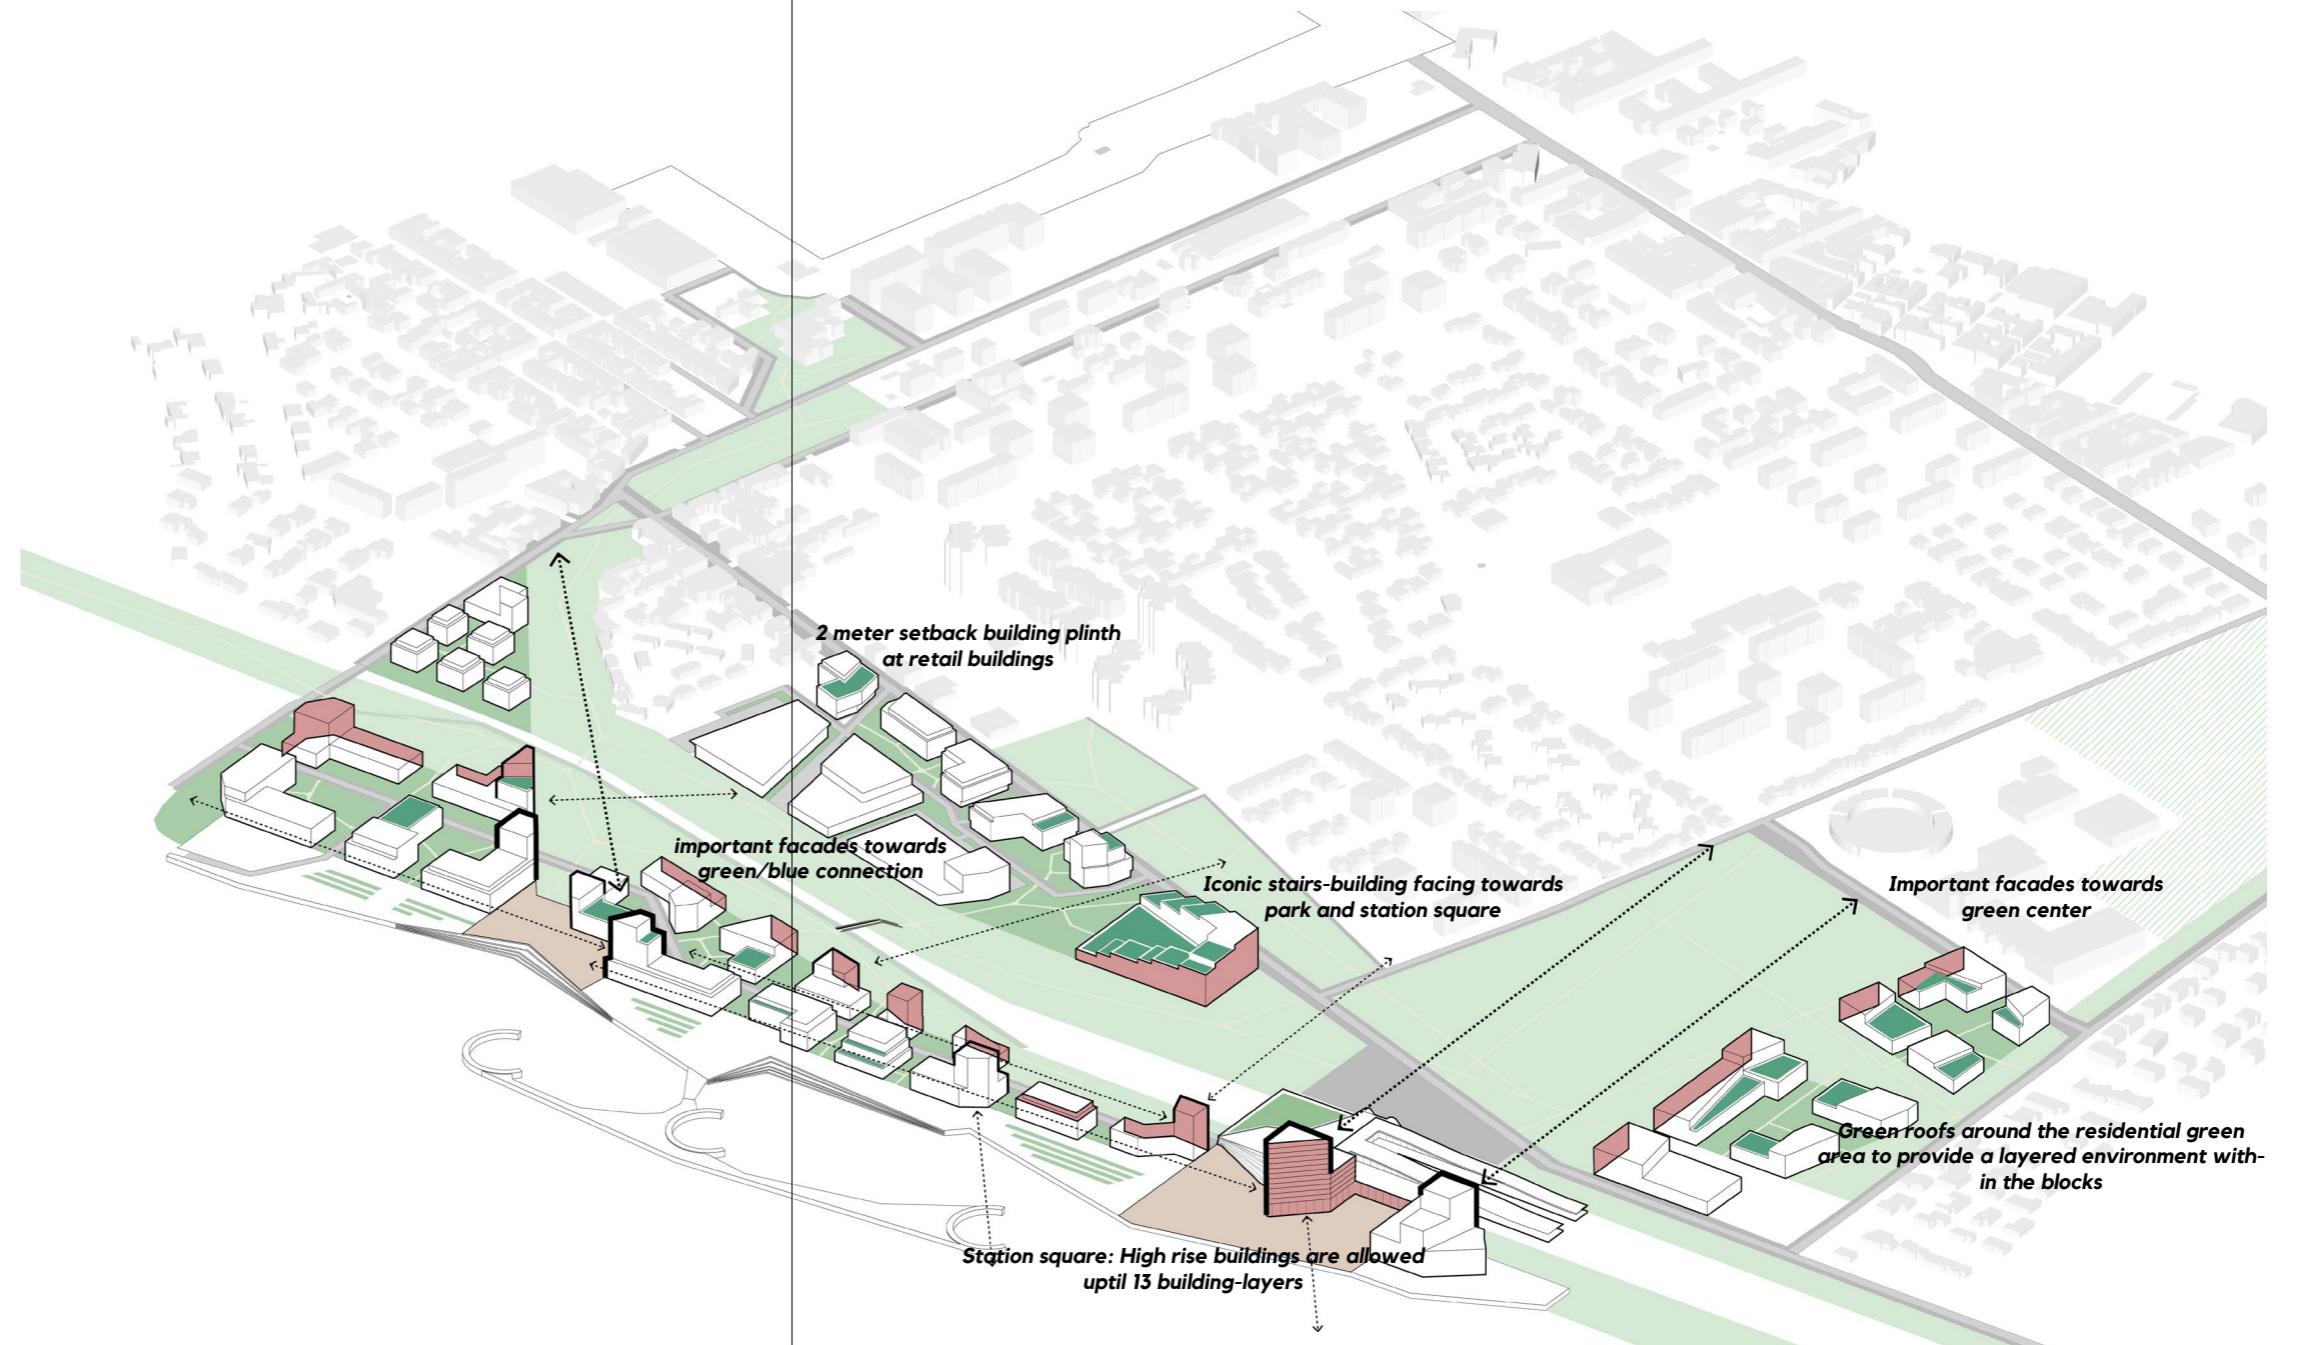 2 meter setback building plinth
at retail buildings
important facades towards
green/blue connection
Iconic stairs-building facing towards
park and station square
Important facades towards
green center
Green roofs around the residential green
area to provide a layered environment with-
in the blocks
Station square: High rise buildings are allowed
uptil 13 building-layers